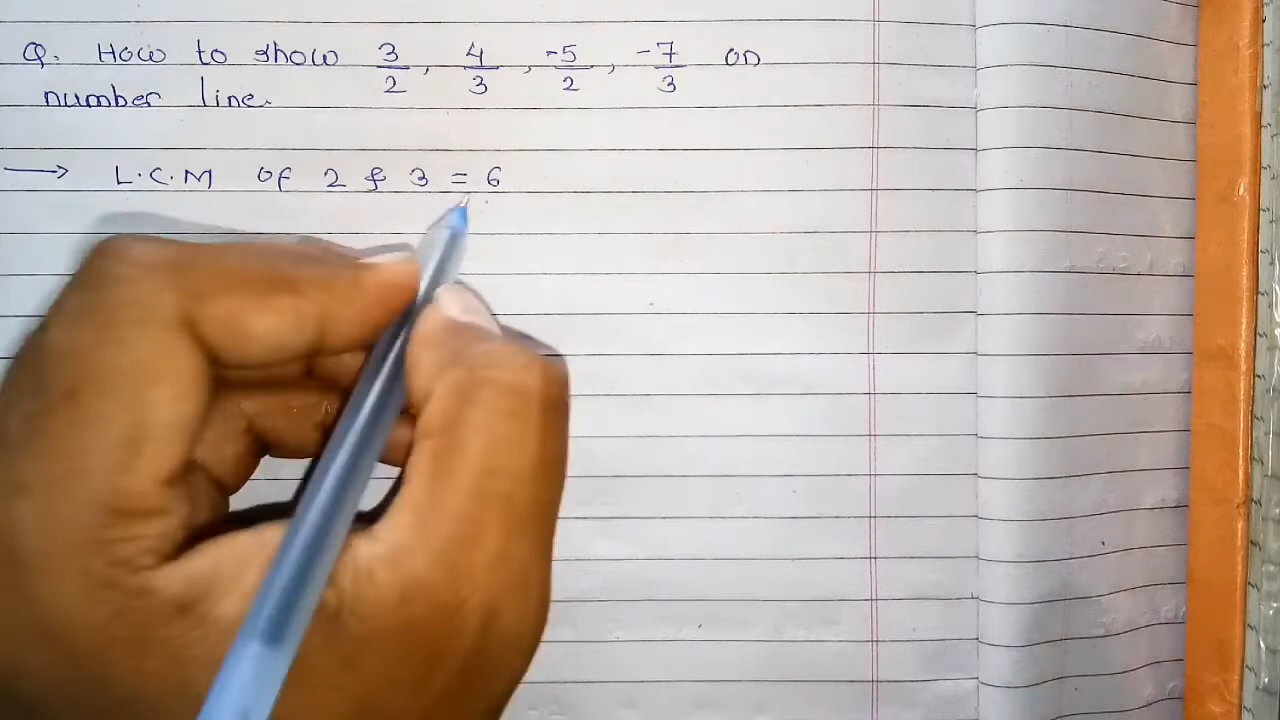 Q. How to show 3/2, 4/3, -5/2, -7/3 on
number line.
→ L.C.M of 2 & 3 = 6